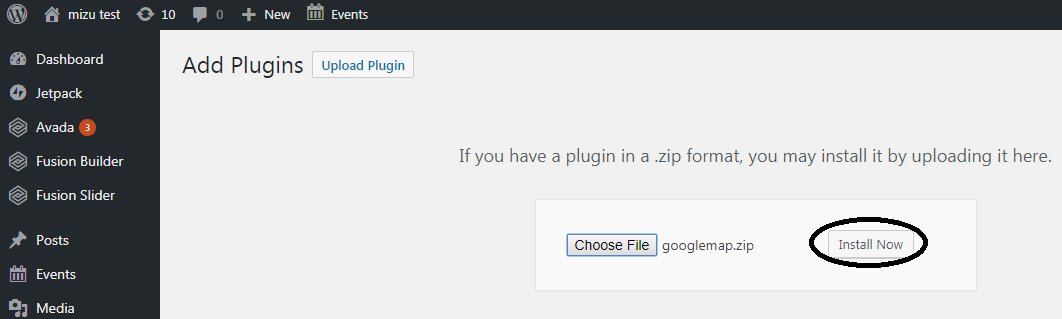 mizu test 10 0 New Events
Dashboard
Jetpack
Avada 3
Fusion Builder
Fusion Slider
Posts
Events
Media
Add Plugins Upload Plugin
If you have a plugin in a .zip format, you may install it by uploading it here.
Choose File googlemap.zip Install Now